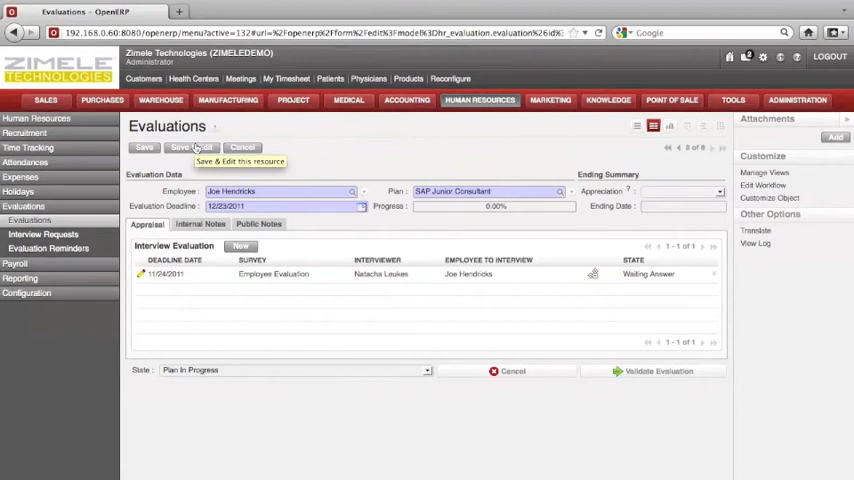 Evaluations – OpenERP
192.168.0.60:8080/openerp/menu?active=132#url=%2Fopenerp%2Fform%2Fedit%3Fmodel%3Dhr_evaluation.evaluation%26id%
Google
ZIMELE
TECHNOLOGIES
Zimele Technologies (ZIMELEDEMO)
Administrator
2
LOGOUT
Customers Health Centers Meetings My Timesheet Patients Physicians Products Reconfigure
SALES PURCHASES WAREHOUSE MANUFACTURING PROJECT MEDICAL ACCOUNTING HUMAN RESOURCES MARKETING KNOWLEDGE POINT OF SALE TOOLS ADMINISTRATION
Human Resources
Recruitment
Time Tracking
Attendances
Expenses
Holidays
Evaluations
Evaluations
Interview Requests
Evaluation Reminders
Payroll
Reporting
Configuration
Evaluations
Save Save & Edit Cancel
8 of 8
Save & Edit this resource
Evaluation Data Ending Summary
Employee : Joe Hendricks Plan : SAP Junior Consultant Appreciation ? :
Evaluation Deadline : 12/23/2011 Progress : 0.00% Ending Date :
Appraisal Internal Notes Public Notes
Interview Evaluation New 1 - 1 of 1
DEADLINE DATE SURVEY INTERVIEWER EMPLOYEE TO INTERVIEW STATE
11/24/2011 Employee Evaluation Natacha Leukes Joe Hendricks Waiting Answer
1 - 1 of 1
State : Plan In Progress Cancel Validate Evaluation
Attachments
Add
Customize
Manage Views
Edit Workflow
Customize Object
Other Options
Translate
View Log